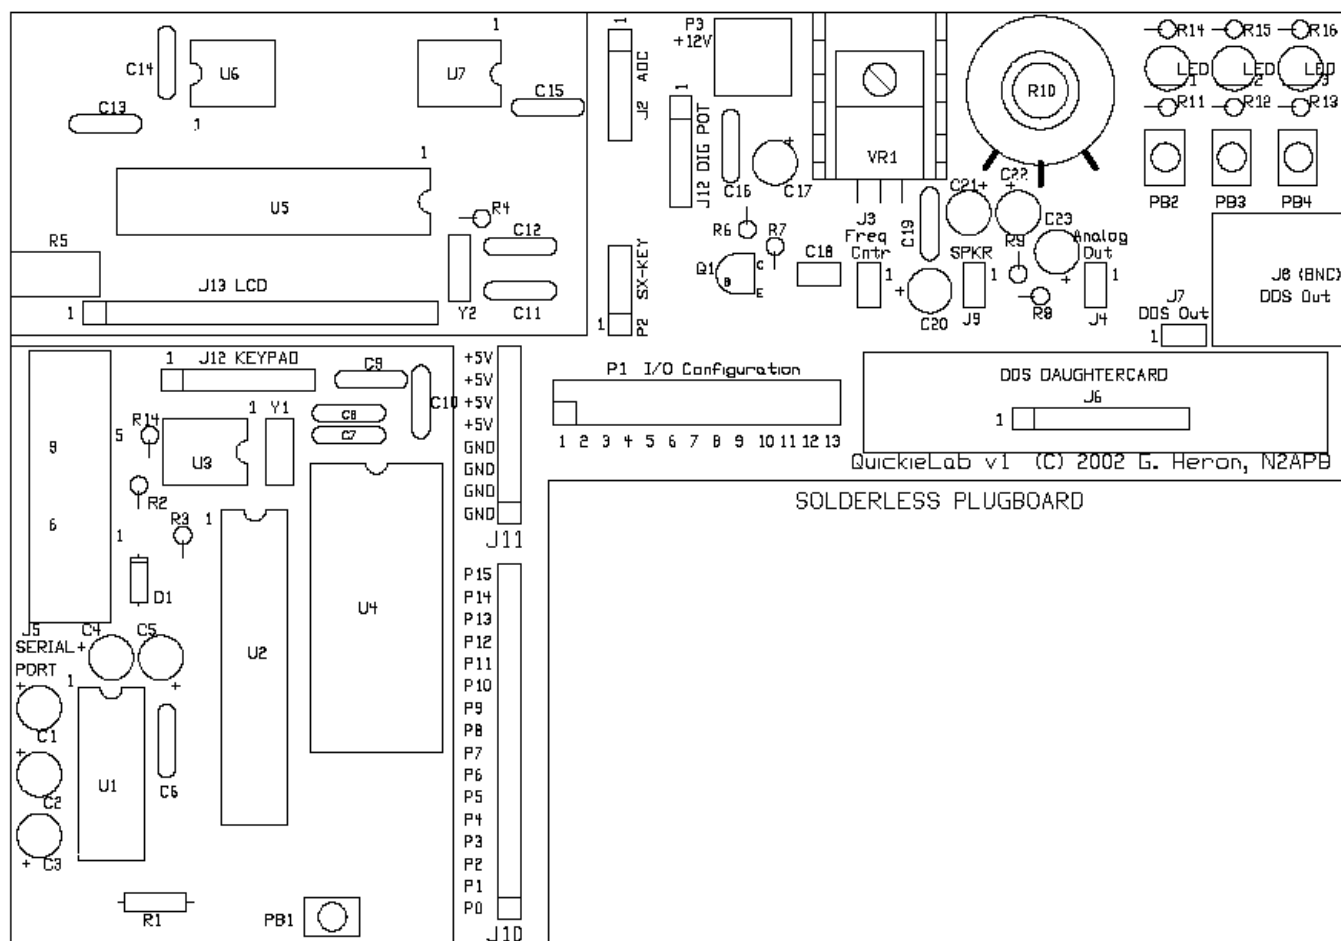 1
C14
U6
U7
C15
C13
1
1
U5
R5
R4
C12
J13 LCD
1
Y2
C11
1
J2 ADC
P3
+12V
1
J12 DIG POT
C16
+
C17
VR1
R10
R14
R15
R16
LED
1
LED
2
LED
3
R11
R12
R13
PB2
PB3
PB4
R6
R7
Q1
C
B
E
C18
J3
Freq
Cntr
1
C19
C21+
+
C22
C23
+
SPKR
1
J9
R9
R8
+
C20
Analog
Out
1
J4
J7
DDS Out
1
J8 (BNC)
DDS Out
SX-KEY
1
P2
J12 KEYPAD
1
C9
C10
C8
C7
R14
1
Y1
U3
9
5
6
1
R2
R3
1
D1
J5
SERIAL
PORT
C4
+
C5
+
U2
U4
1
+
C1
+
C2
+
C3
U1
C6
R1
PB1
+5V
+5V
+5V
+5V
GND
GND
GND
GND
J11
P15
P14
P13
P12
P11
P10
P9
P8
P7
P6
P5
P4
P3
P2
P1
P0
J10
P1 I/O Configuration
1 2 3 4 5 6 7 8 9 10 11 12 13
DDS DAUGHTERCARD
J6
1
QuickieLab v1 (C) 2002 G. Heron, N2APB
SOLDERLESS PLUGBOARD